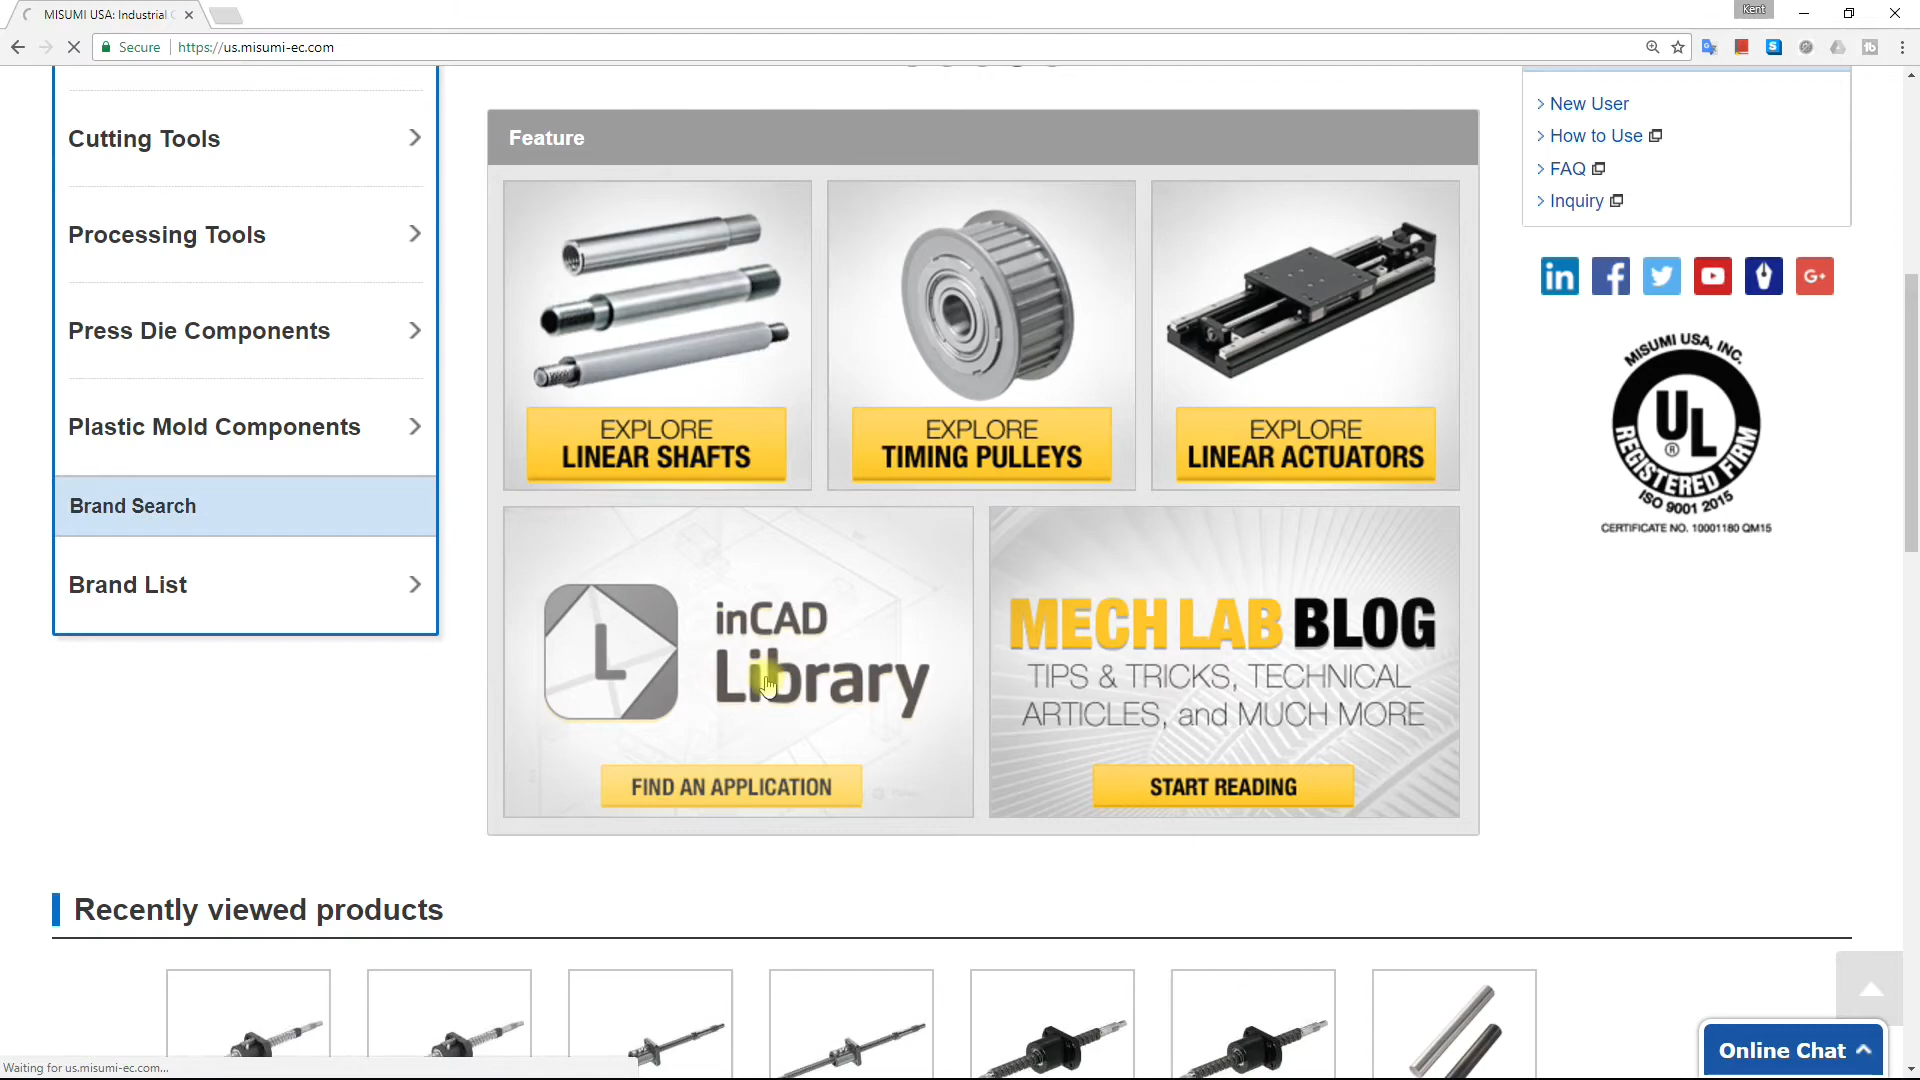 MISUMI USA: Industrial
Kent
Secure
https://us.misumi-ec.com
Cutting Tools
Processing Tools
Press Die Components
Plastic Mold Components
Brand Search
Brand List
Feature
EXPLORE
LINEAR SHAFTS
EXPLORE
TIMING PULLEYS
EXPLORE
LINEAR ACTUATORS
L
inCAD
Library
FIND AN APPLICATION
MECH LAB BLOG
TIPS & TRICKS, TECHNICAL
ARTICLES, and MUCH MORE
START READING
New User
How to Use
FAQ
Inquiry
in
f
G+
MISUMI USA, INC.
UL
®
REGISTERED FIRM
ISO 9001 2015
CERTIFICATE NO. 10001180 QM15
Recently viewed products
Online Chat
Waiting for us.misumi-ec.com...